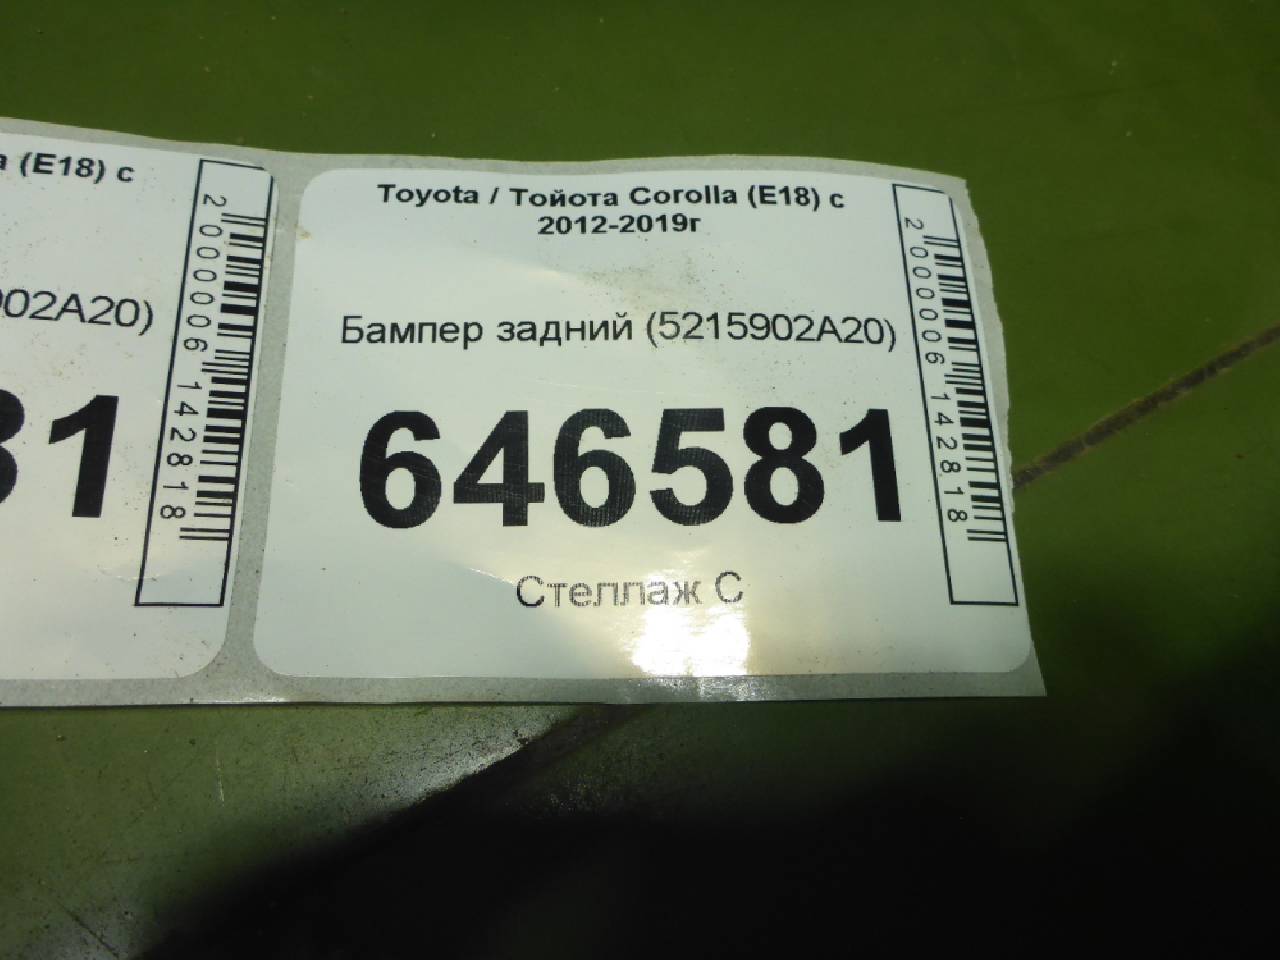 а (E18) с
902A20)
81
2000006142818
Toyota / Тойота Corolla (E18) с
2012-2019г
Бампер задний (5215902A20)
646581
Стеллаж С
2000006142818